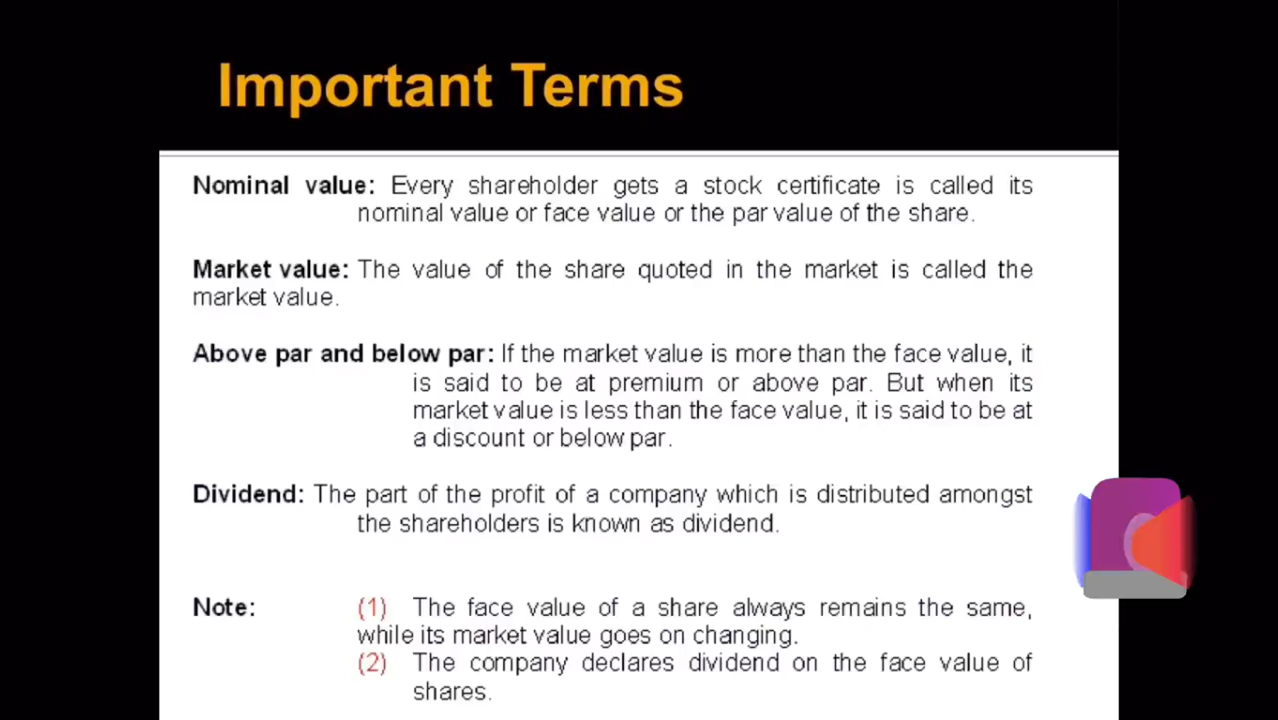 Important Terms
Nominal value: Every shareholder gets a stock certificate is called its
nominal value or face value or the par value of the share.
Market value: The value of the share quoted in the market is called the
market value.
Above par and below par: If the market value is more than the face value, it
is said to be at premium or above par. But when its
market value is less than the face value, it is said to be at
a discount or below par.
Dividend: The part of the profit of a company which is distributed amongst
the shareholders is known as dividend.
Note: (1) The face value of a share always remains the same,
while its market value goes on changing.
(2) The company declares dividend on the face value of
shares.